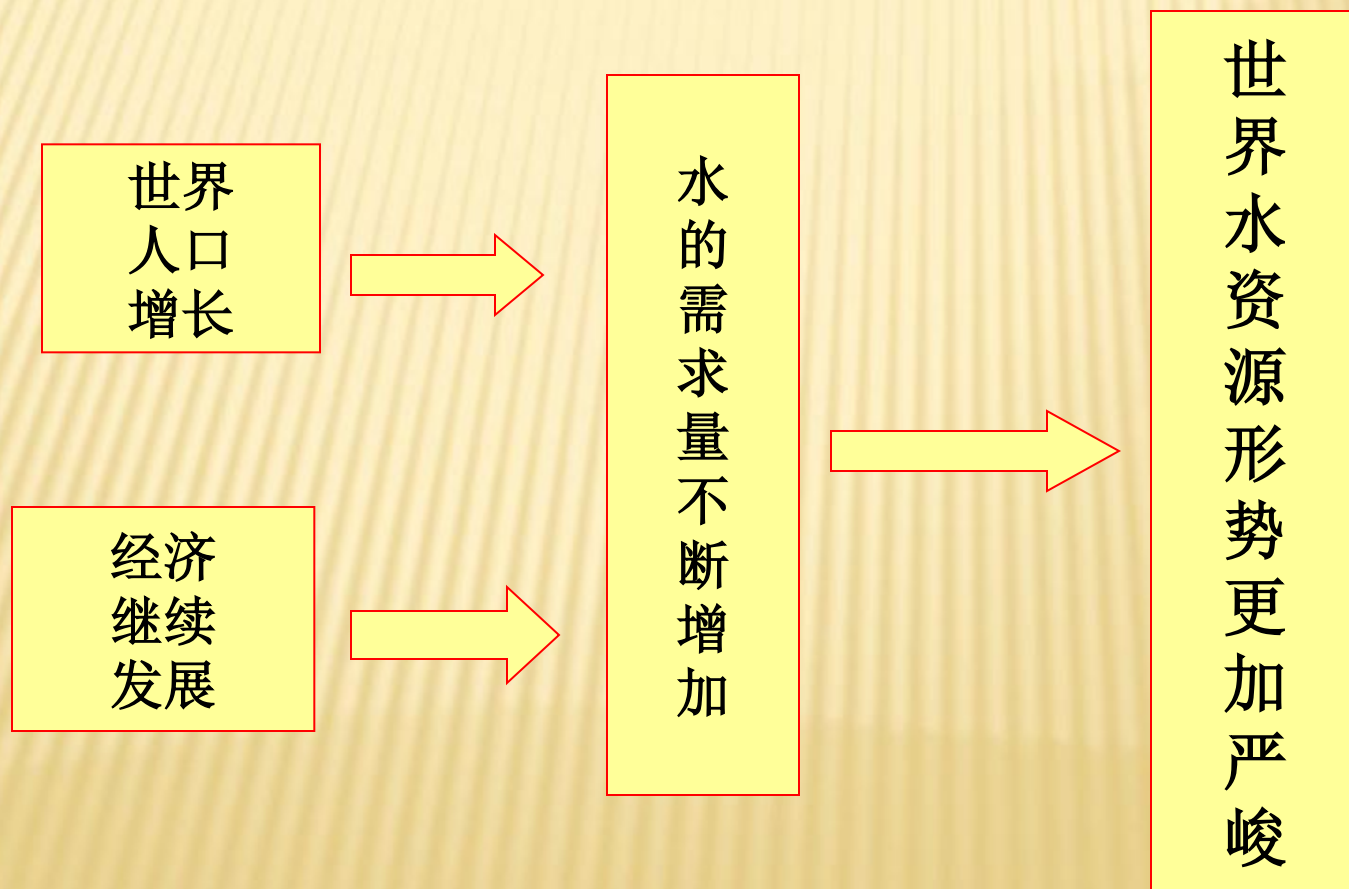 世界
人口
增长
经济
继续
发展
水的需求量不断增加
世界水资源形势更加严峻